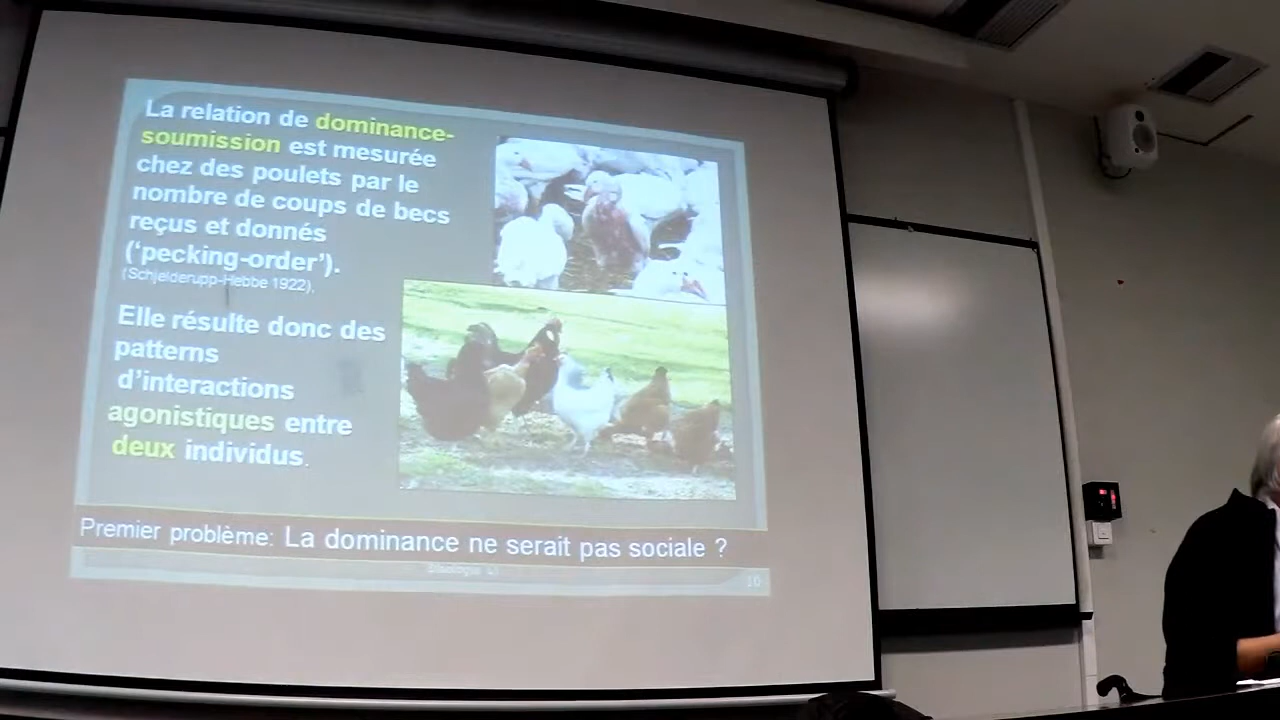 La relation de dominance-
soumission est mesurée
chez des poulets par le
nombre de coups de becs
reçus et donnés
(‘pecking-order’).
(Schjelderupp-Hebbe 1922).
Elle résulte donc des
patterns
d’interactions
agonistiques entre
deux individus.
Premier problème: La dominance ne serait pas sociale ?
10